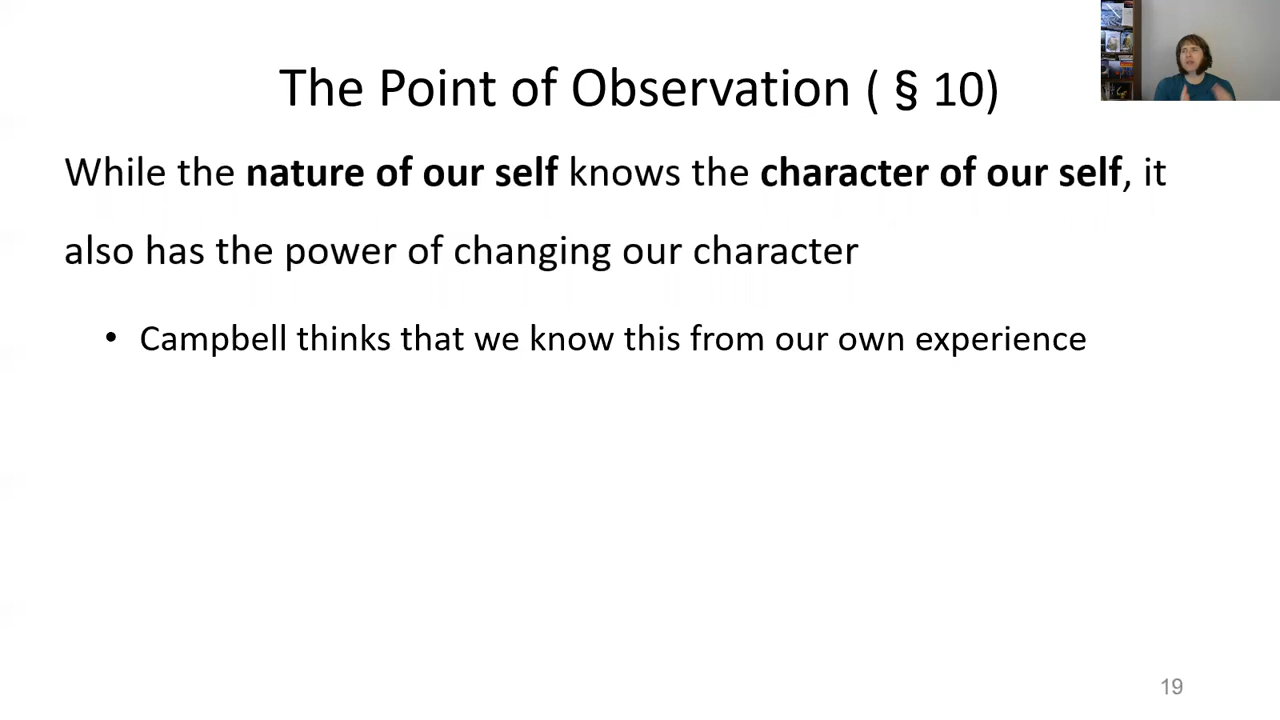 The Point of Observation ( § 10)
While the nature of our self knows the character of our self, it
also has the power of changing our character
• Campbell thinks that we know this from our own experience
19